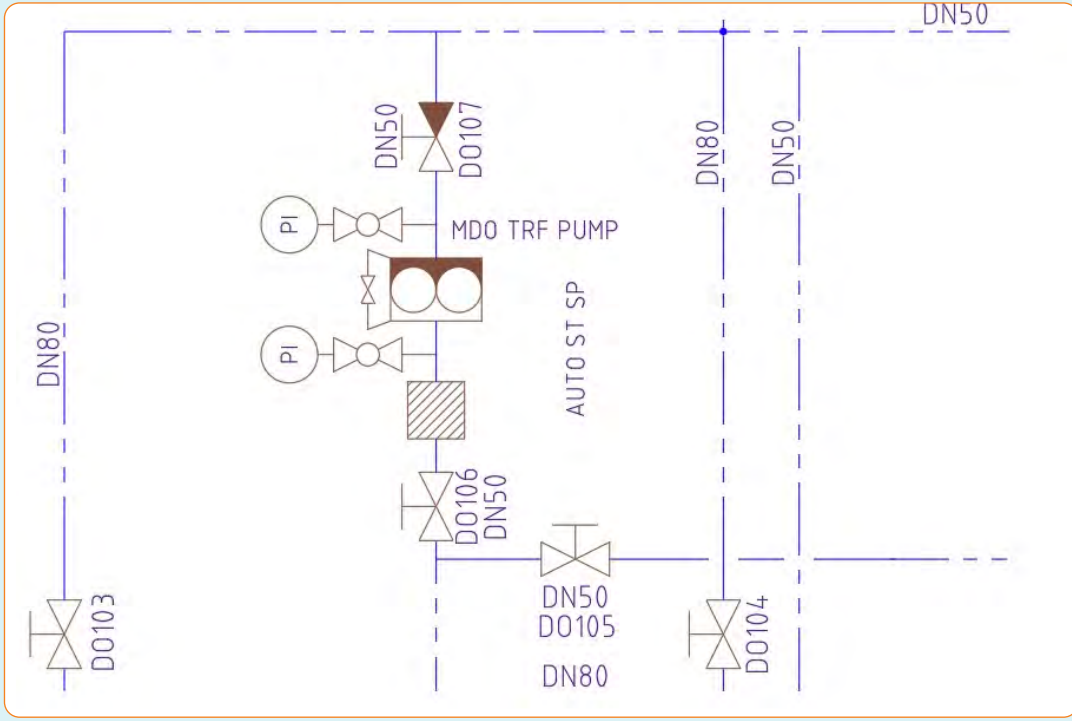 DN50
DN50
DO107
DN80
DN50
PI
MDO TRF PUMP
AUTO ST SP
PI
DN80
DO106
DN50
DN50
DO105
DO103
DO104
DN80